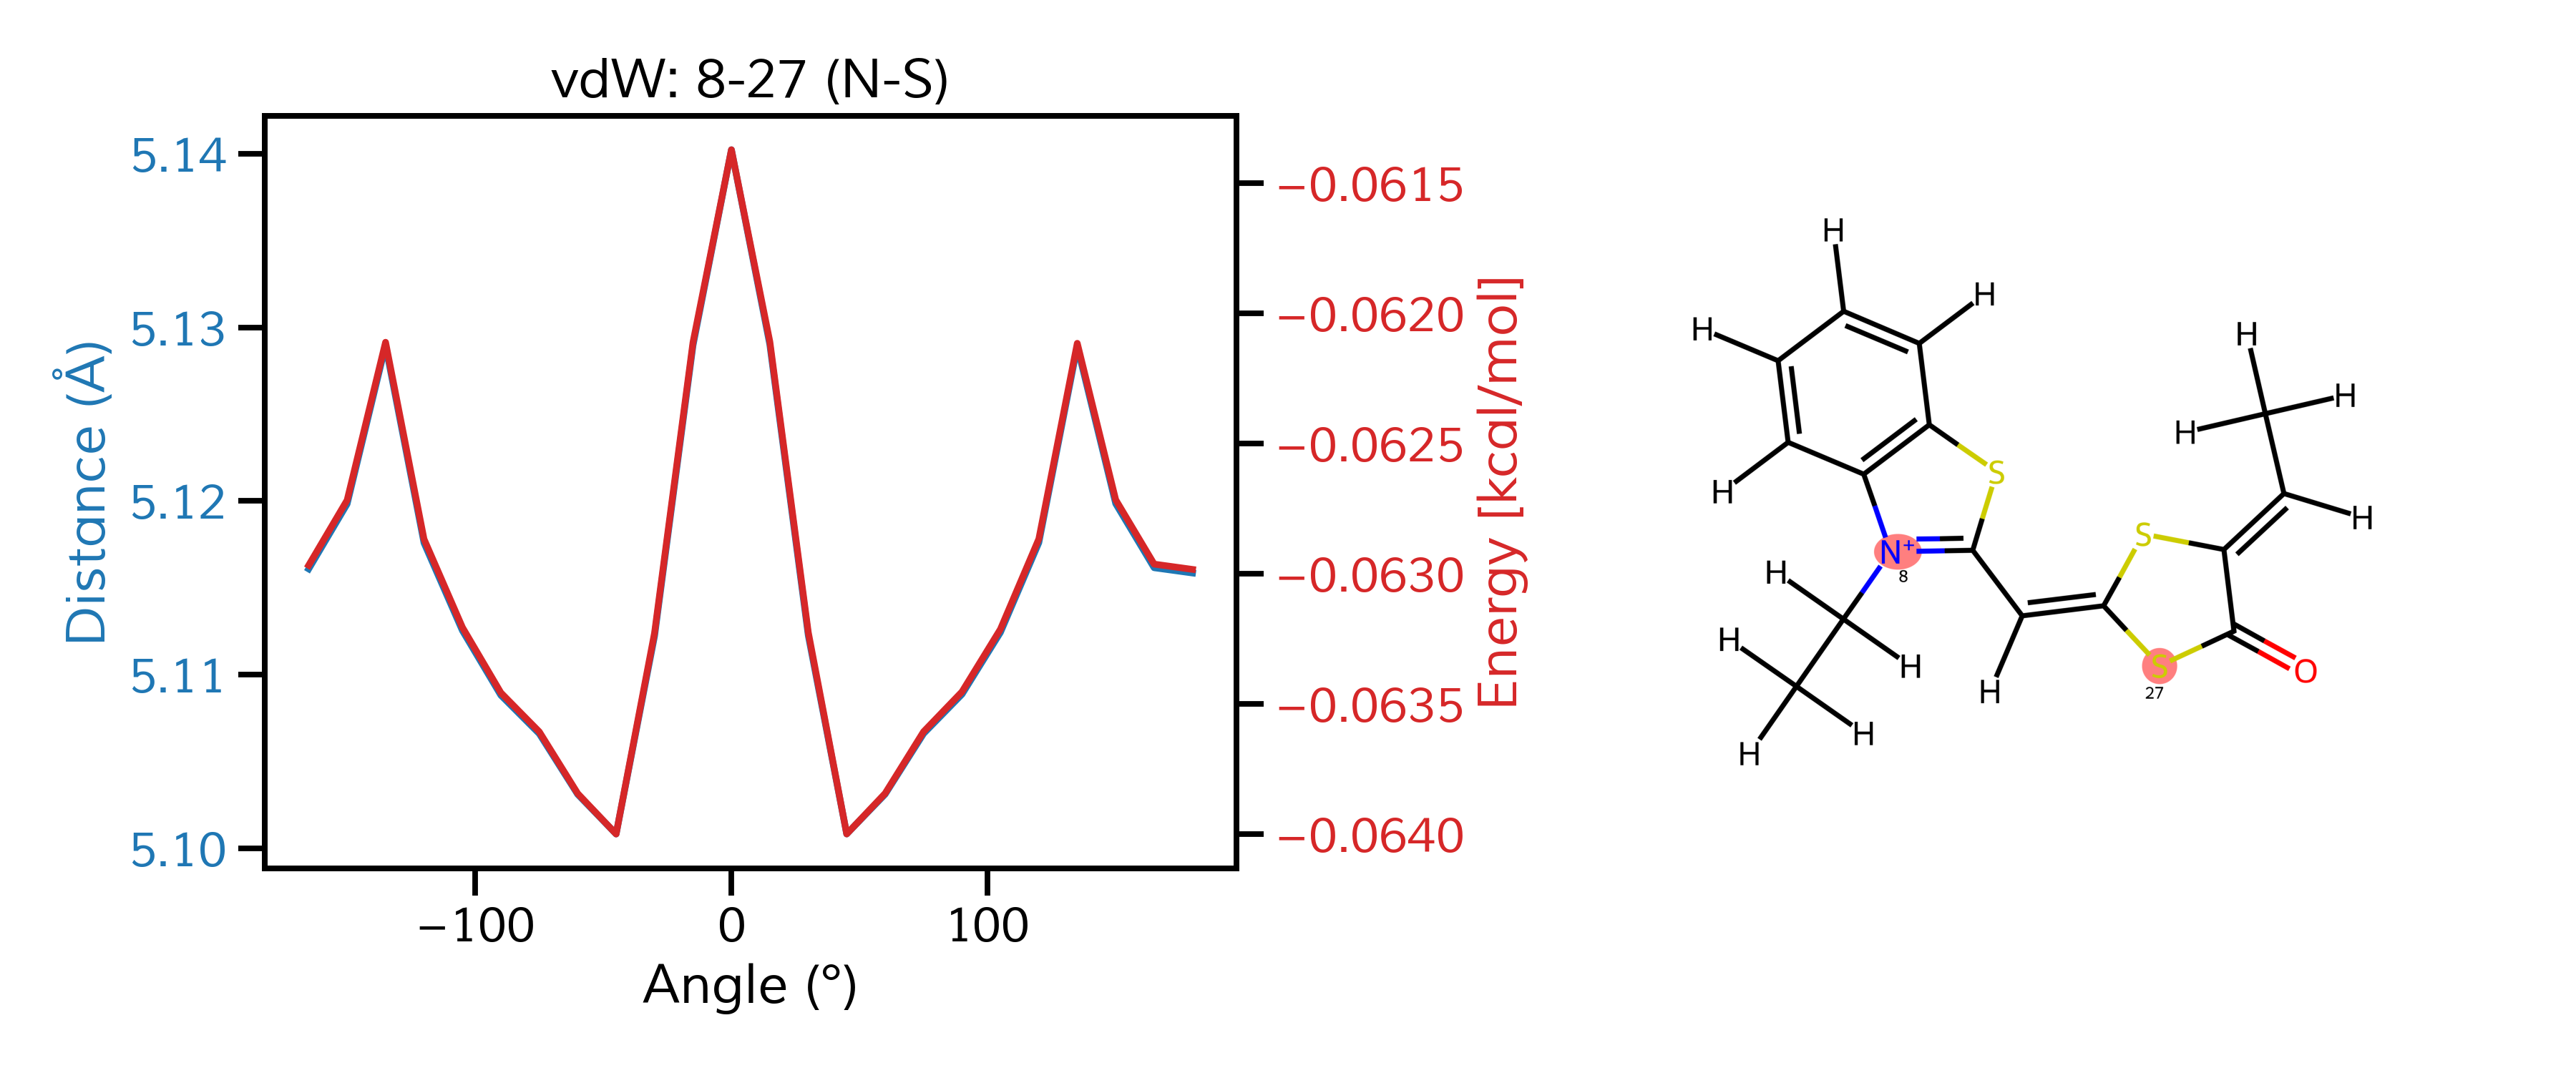 vdW: 8-27 (N-S)
5.14
5.13
5.12
5.11
5.10
Distance (Å)
−0.0615
−0.0620
−0.0625
−0.0630
−0.0635
−0.0640
Energy [kcal/mol]
−100 0 100
Angle (°)
H
H
H
H
H
H
H
S
H
H
S
N+
8
H
H
H
S
27
O
H
H
H